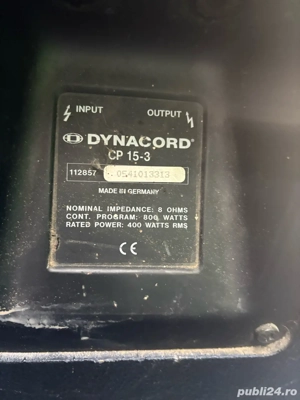 INPUT OUTPUT
DYNACORD®
CP 15-3
112857 0541013313
MADE IN GERMANY
NOMINAL IMPEDANCE: 8 OHMS
CONT. PROGRAM: 800 WATTS
RATED POWER: 400 WATTS RMS
CE
publi24.ro